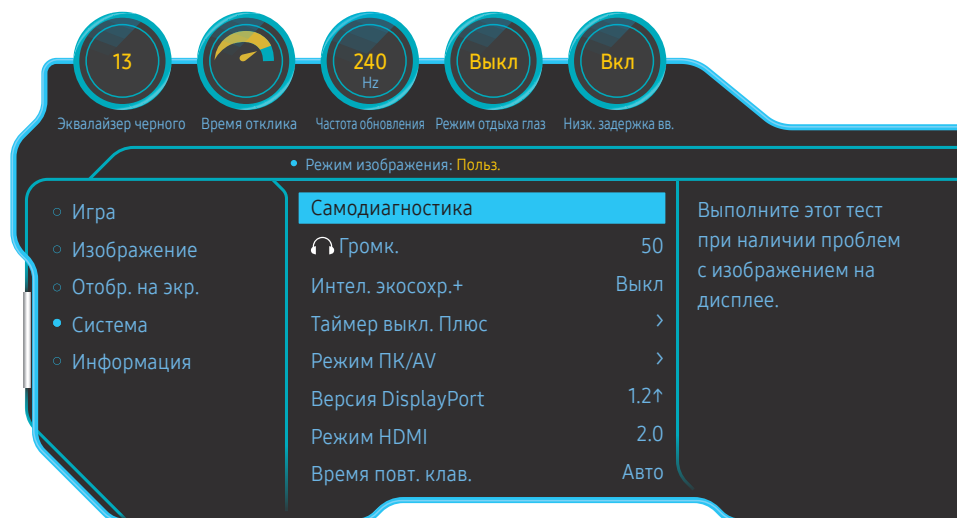 13
240
Hz
Выкл
Вкл
Эквалайзер черного
Время отклика
Частота обновления
Режим отдыха глаз
Низк. задержка вв.
Режим изображения: Польз.
Игра
Изображение
Отобр. на экр.
Система
Информация
Самодиагностика
Громк. 50
Интел. экосохр.+ Выкл
Таймер выкл. Плюс >
Режим ПК/AV >
Версия DisplayPort 1.2↑
Режим HDMI 2.0
Время повт. клав. Авто
Выполните этот тест
при наличии проблем
с изображением на
дисплее.